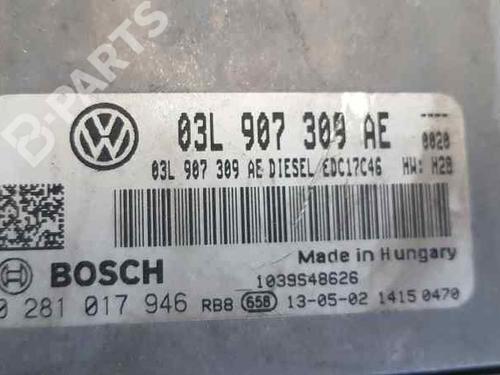 B-PARTS
03L 907 309 AE
----
0020
03L 907 309 AE DIESEL EDC17C46 HW: H28
Made in Hungary
BOSCH
1039S48626
0 281 017 946 RB8 658 13-05-02 1415 0470